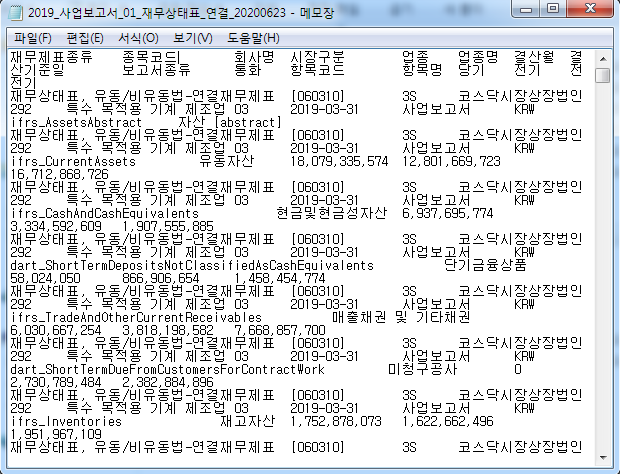 2019_사업보고서_01_재무상태표_연결_20200623 - 메모장
파일(F) 편집(E) 서식(O) 보기(V) 도움말(H)
재무제표종류 종목코드 회사명 시장구분 업종 업종명 결산월 결
산기준일 보고서종류 통화 항목코드 항목명 당기 전기 전
전기
재무상태표, 유동/비유동법-연결재무제표 [060310] 3S 코스닥시장상장법인
292 특수 목적용 기계 제조업 03 2019-03-31 사업보고서 KRW
ifrs_AssetsAbstract 자산 [abstract]
재무상태표, 유동/비유동법-연결재무제표 [060310] 3S 코스닥시장상장법인
292 특수 목적용 기계 제조업 03 2019-03-31 사업보고서 KRW
ifrs_CurrentAssets 유동자산 18,079,335,574 12,801,669,723
16,712,868,726
재무상태표, 유동/비유동법-연결재무제표 [060310] 3S 코스닥시장상장법인
292 특수 목적용 기계 제조업 03 2019-03-31 사업보고서 KRW
ifrs_CashAndCashEquivalents 현금및현금성자산 6,937,695,774
3,334,592,609 1,907,555,885
재무상태표, 유동/비유동법-연결재무제표 [060310] 3S 코스닥시장상장법인
292 특수 목적용 기계 제조업 03 2019-03-31 사업보고서 KRW
dart_ShortTermDepositsNotClassifiedAsCashEquivalents 단기금융상품
58,024,050 866,906,654 1,458,454,774
재무상태표, 유동/비유동법-연결재무제표 [060310] 3S 코스닥시장상장법인
292 특수 목적용 기계 제조업 03 2019-03-31 사업보고서 KRW
ifrs_TradeAndOtherCurrentReceivables 매출채권 및 기타채권
6,030,667,254 3,818,198,582 7,668,857,700
재무상태표, 유동/비유동법-연결재무제표 [060310] 3S 코스닥시장상장법인
292 특수 목적용 기계 제조업 03 2019-03-31 사업보고서 KRW
dart_ShortTermDueFromCustomersForContractWork 미청구공사 0
2,730,789,484 2,382,884,896
재무상태표, 유동/비유동법-연결재무제표 [060310] 3S 코스닥시장상장법인
292 특수 목적용 기계 제조업 03 2019-03-31 사업보고서 KRW
ifrs_Inventories 재고자산 1,752,878,073 1,622,662,496
1,951,967,109
재무상태표, 유동/비유동법-연결재무제표 [060310] 3S 코스닥시장상장법인